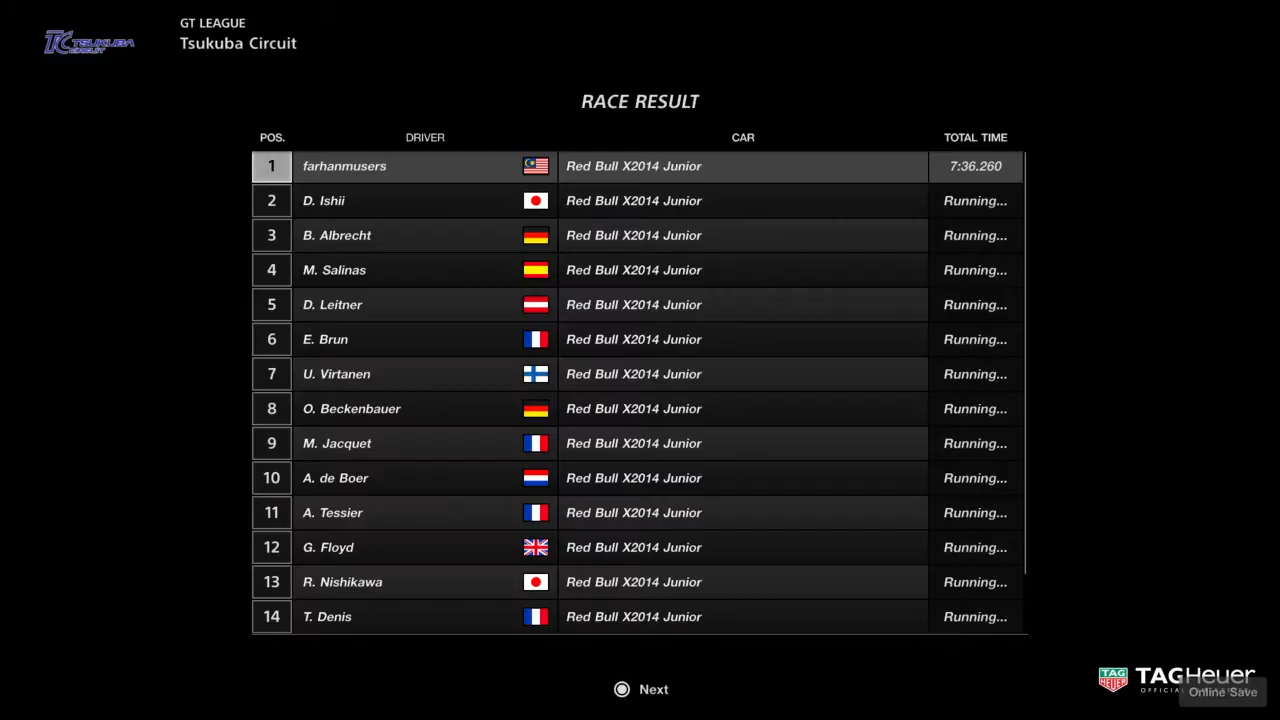 GT LEAGUE
TC TSUKUBA CIRCUIT
Tsukuba Circuit
RACE RESULT
POS. DRIVER CAR TOTAL TIME
1 farhanmusers Red Bull X2014 Junior 7:36.260
2 D. Ishii Red Bull X2014 Junior Running...
3 B. Albrecht Red Bull X2014 Junior Running...
4 M. Salinas Red Bull X2014 Junior Running...
5 D. Leitner Red Bull X2014 Junior Running...
6 E. Brun Red Bull X2014 Junior Running...
7 U. Virtanen Red Bull X2014 Junior Running...
8 O. Beckenbauer Red Bull X2014 Junior Running...
9 M. Jacquet Red Bull X2014 Junior Running...
10 A. de Boer Red Bull X2014 Junior Running...
11 A. Tessier Red Bull X2014 Junior Running...
12 G. Floyd Red Bull X2014 Junior Running...
13 R. Nishikawa Red Bull X2014 Junior Running...
14 T. Denis Red Bull X2014 Junior Running...
Next
TAG HEUER
TAGHeuer
Online Save